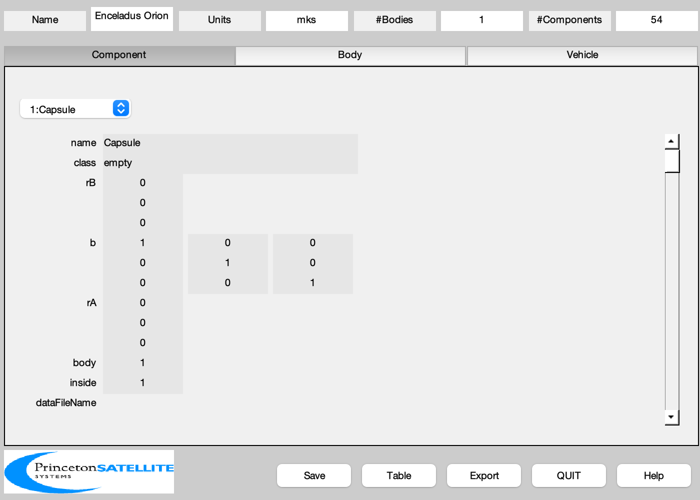 Name Enceladus Orion Units mks #Bodies 1 #Components 54
Component Body Vehicle
1:Capsule
name Capsule
class empty
rB 0
0
0
b 1 0 0
0 1 0
0 0 1
rA 0
0
0
body 1
inside 1
dataFileName
PrincetonSATELLITE
SYSTEMS
Save Table Export QUIT Help